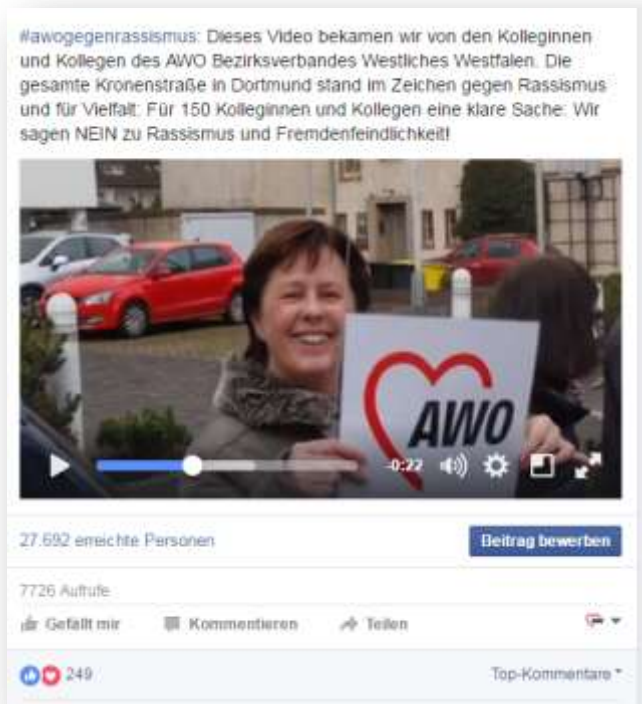 #awogegenrassismus: Dieses Video bekamen wir von den Kolleginnen
und Kollegen des AWO Bezirksverbandes Westliches Westfalen. Die
gesamte Kronenstraße in Dortmund stand im Zeichen gegen Rassismus
und für Vielfalt: Für 150 Kolleginnen und Kollegen eine klare Sache: Wir
sagen NEIN zu Rassismus und Fremdenfeindlichkeit!
AWO
-0:22
27.692 erreichte Personen
Beitrag bewerben
7726 Aufrufe
Gefällt mir Kommentieren Teilen
249 Top-Kommentare